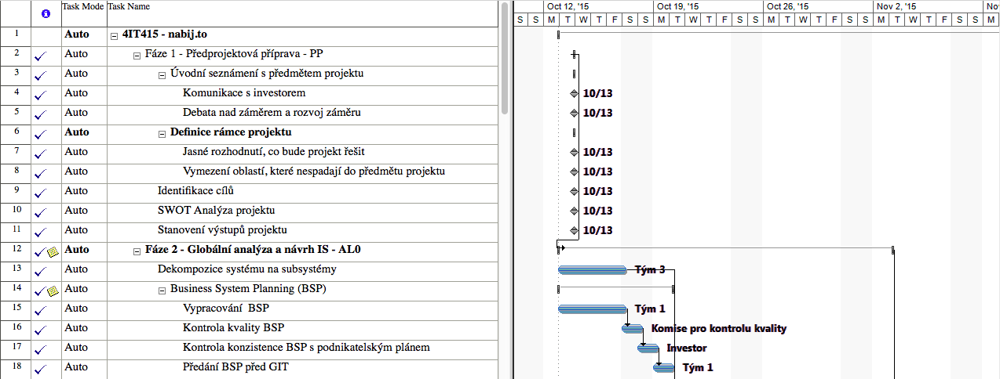 Task Mode Task Name Oct 12, '15 Oct 19, '15 Oct 26, '15 Nov 2, '15 Nov
S S M T W T F S S M T W T F S S M T W T F S S M T W T F S S M
1 Auto 4IT415 - nabij.to
2 Auto Fáze 1 - Předprojektová příprava - PP
3 Auto Úvodní seznámení s předmětem projektu
4 Auto Komunikace s investorem 10/13
5 Auto Debata nad záměrem a rozvoj záměru 10/13
6 Auto Definice rámce projektu
7 Auto Jasné rozhodnutí, co bude projekt řešit 10/13
8 Auto Vymezení oblastí, které nespadají do předmětu projektu 10/13
9 Auto Identifikace cílů 10/13
10 Auto SWOT Analýza projektu 10/13
11 Auto Stanovení výstupů projektu 10/13
12 Auto Fáze 2 - Globální analýza a návrh IS - AL0
13 Auto Dekompozice systému na subsystémy Tým 3
14 Auto Business System Planning (BSP)
15 Auto Vypracování BSP Tým 1
16 Auto Kontrola kvality BSP Komise pro kontrolu kvality
17 Auto Kontrola konzistence BSP s podnikatelským plánem Investor
18 Auto Předání BSP před GIT Tým 1